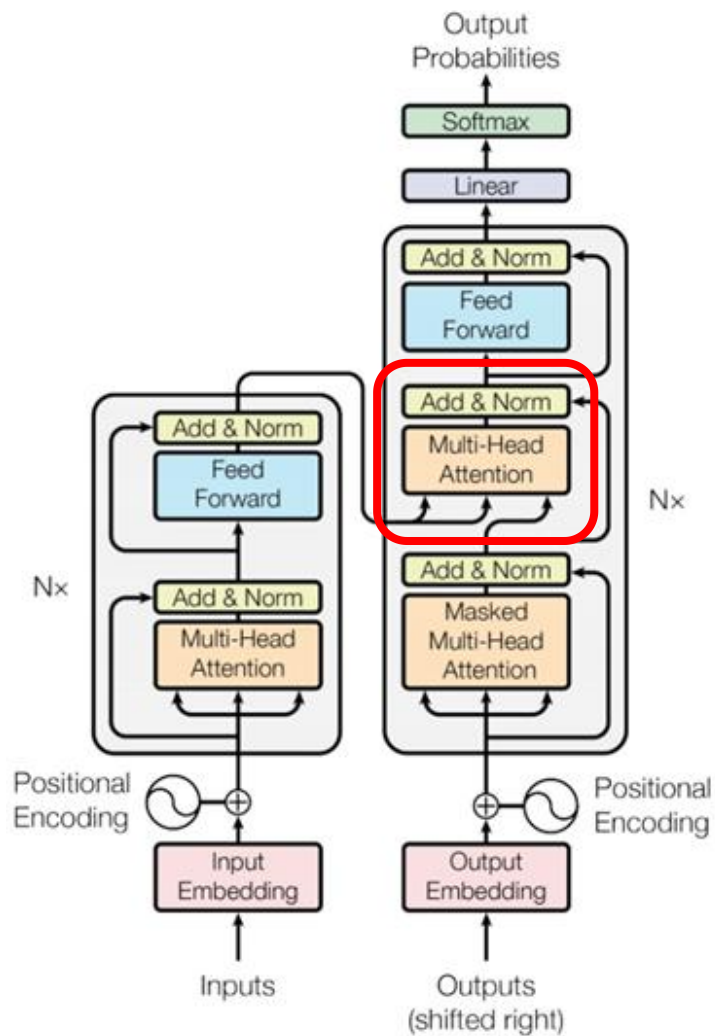 Output
Probabilities
Softmax
Linear
Add & Norm
Feed
Forward
Add & Norm
Multi-Head
Attention
Add & Norm
Masked
Multi-Head
Attention
N×
Add & Norm
Feed
Forward
Add & Norm
Multi-Head
Attention
N×
Positional
Encoding
Positional
Encoding
Input
Embedding
Output
Embedding
Inputs
Outputs
(shifted right)